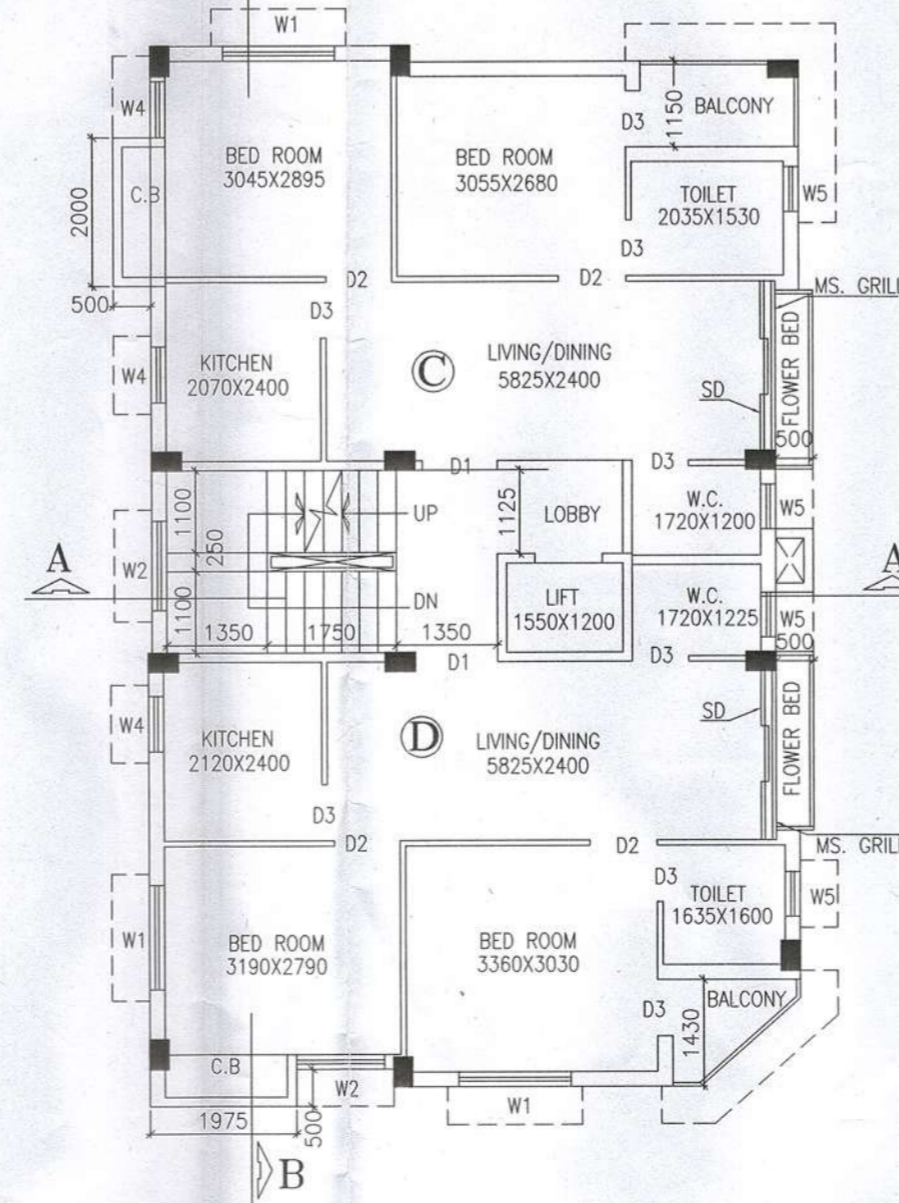 W1
W4
BED ROOM
3045X2895
BED ROOM
3055X2680
D3
1150
BALCONY
2000
C.B
TOILET
2035X1530
W5
D3
D2
D2
500
D3
MS. GRILL
W4
KITCHEN
2070X2400
C
LIVING/DINING
5825X2400
SD
FLOWER BED
500
D1
D3
1100
250
UP
1125
LOBBY
W.C.
1720X1200
W5
A
W2
A
1100
DN
LIFT
1550X1200
W.C.
1720X1225
W5
1350
1750
1350
500
D1
D3
W4
KITCHEN
2120X2400
D
LIVING/DINING
5825X2400
SD
FLOWER BED
D3
D2
D2
MS. GRILL
D3
TOILET
1635X1600
W5
W1
BED ROOM
3190X2790
BED ROOM
3360X3030
D3
1430
BALCONY
C.B
W2
W1
1975
500
B